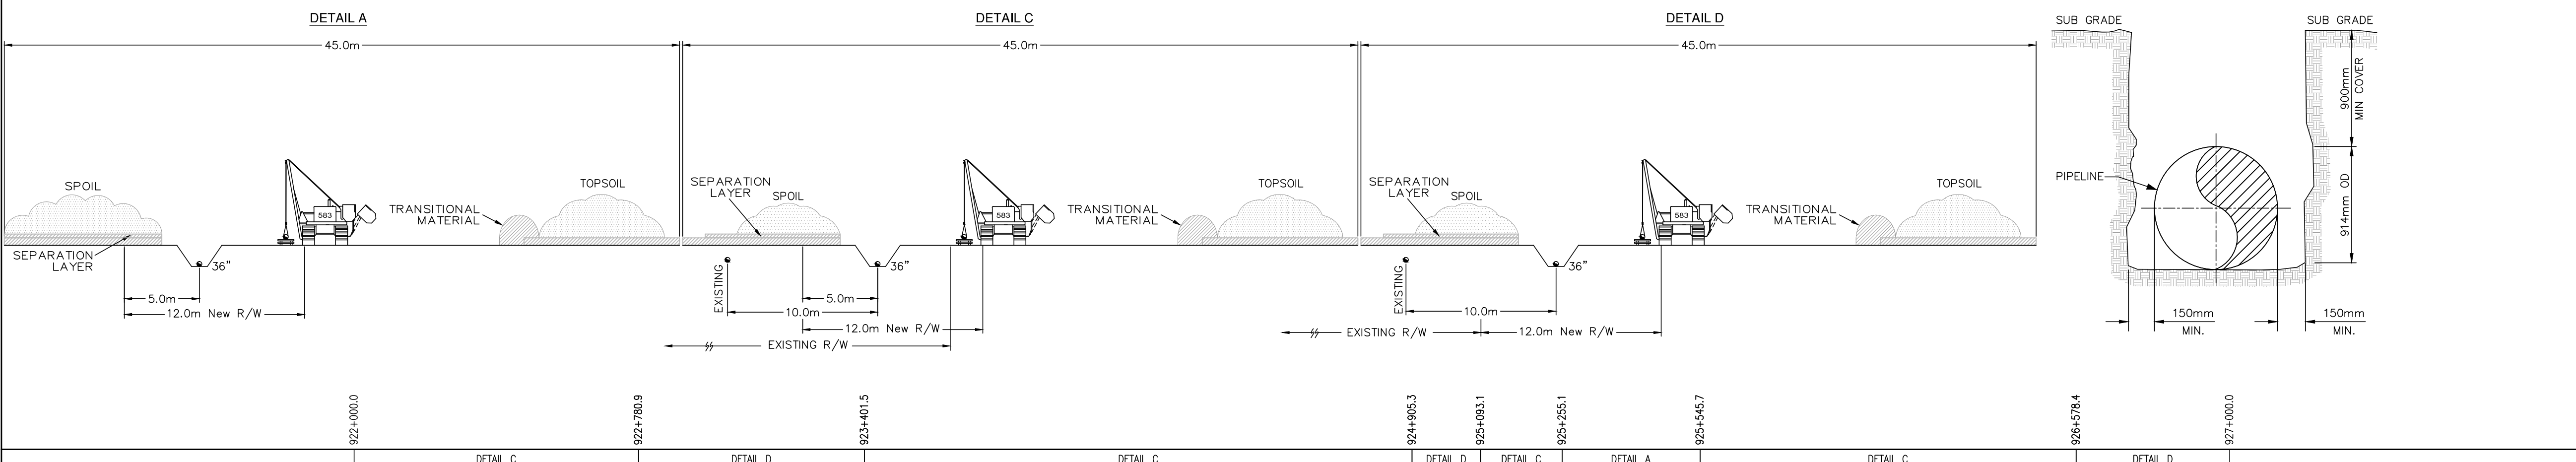 DETAIL A
45.0m
SPOIL
SEPARATION
LAYER
583
TRANSITIONAL
MATERIAL
TOPSOIL
36"
5.0m
12.0m New R/W
DETAIL C
45.0m
SEPARATION
LAYER
SPOIL
583
TRANSITIONAL
MATERIAL
TOPSOIL
36"
EXISTING
5.0m
10.0m
12.0m New R/W
EXISTING R/W
DETAIL D
45.0m
SEPARATION
LAYER
SPOIL
583
TRANSITIONAL
MATERIAL
TOPSOIL
36"
EXISTING
10.0m
EXISTING R/W
12.0m New R/W
SUB GRADE
SUB GRADE
900mm
MIN COVER
PIPELINE
914mm OD
150mm
MIN.
150mm
MIN.
922+000.0
922+780.9
923+401.5
924+905.3
925+093.1
925+255.1
925+545.7
926+578.4
927+000.0
DETAIL C
DETAIL D
DETAIL C
DETAIL D
DETAIL C
DETAIL A
DETAIL C
DETAIL D